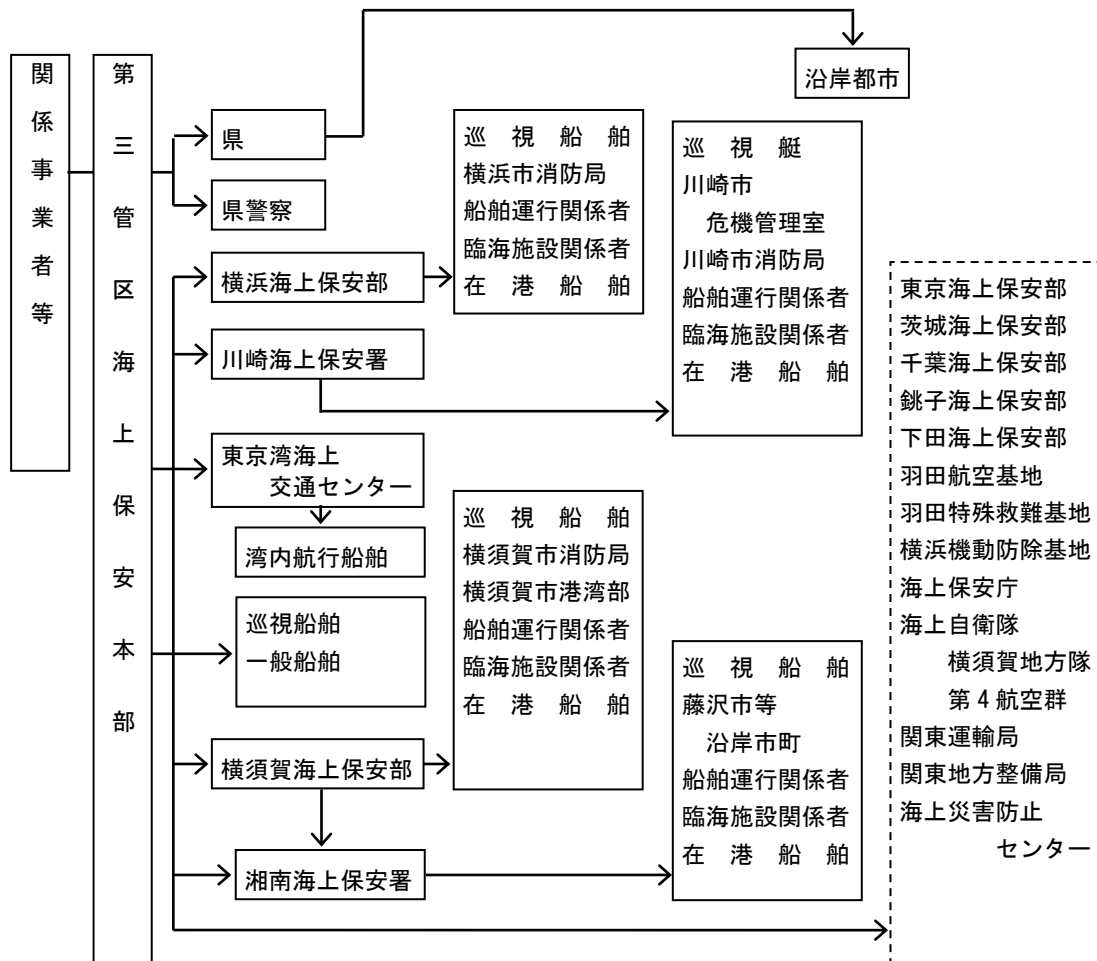 関係事業者等
第三管区海上保安本部
沿岸都市
県
県警察
横浜海上保安部
川崎海上保安署
東京湾海上
交通センター
湾内航行船舶
巡視船舶
一般船舶
横須賀海上保安部
湘南海上保安署
巡視船舶
横浜市消防局
船舶運行関係者
臨海施設関係者
在港船舶
巡視艇
川崎市
危機管理室
川崎市消防局
船舶運行関係者
臨海施設関係者
在港船舶
巡視船舶
横須賀市消防局
横須賀市港湾部
船舶運行関係者
臨海施設関係者
在港船舶
巡視船舶
藤沢市等
沿岸市町
船舶運行関係者
臨海施設関係者
在港船舶
東京海上保安部
茨城海上保安部
千葉海上保安部
銚子海上保安部
下田海上保安部
羽田航空基地
羽田特殊救難基地
横浜機動防除基地
海上保安庁
海上自衛隊
横須賀地方隊
第4航空群
関東運輸局
関東地方整備局
海上災害防止
センター